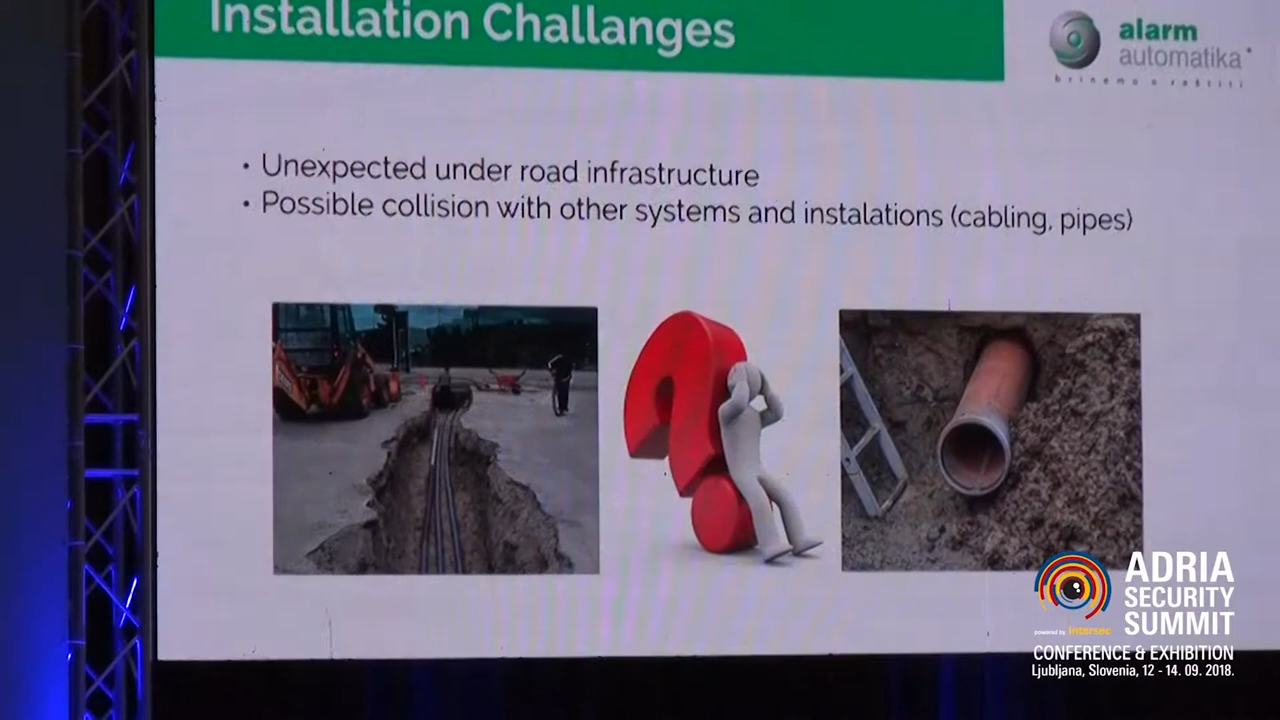 Installation Challanges
alarm
automatika
brinemo o zaštiti
• Unexpected under road infrastructure
• Possible collision with other systems and instalations (cabling, pipes)
ADRIA
SECURITY
SUMMIT
powered by intersec
CONFERENCE & EXHIBITION
Ljubljana, Slovenia, 12 - 14. 09. 2018.